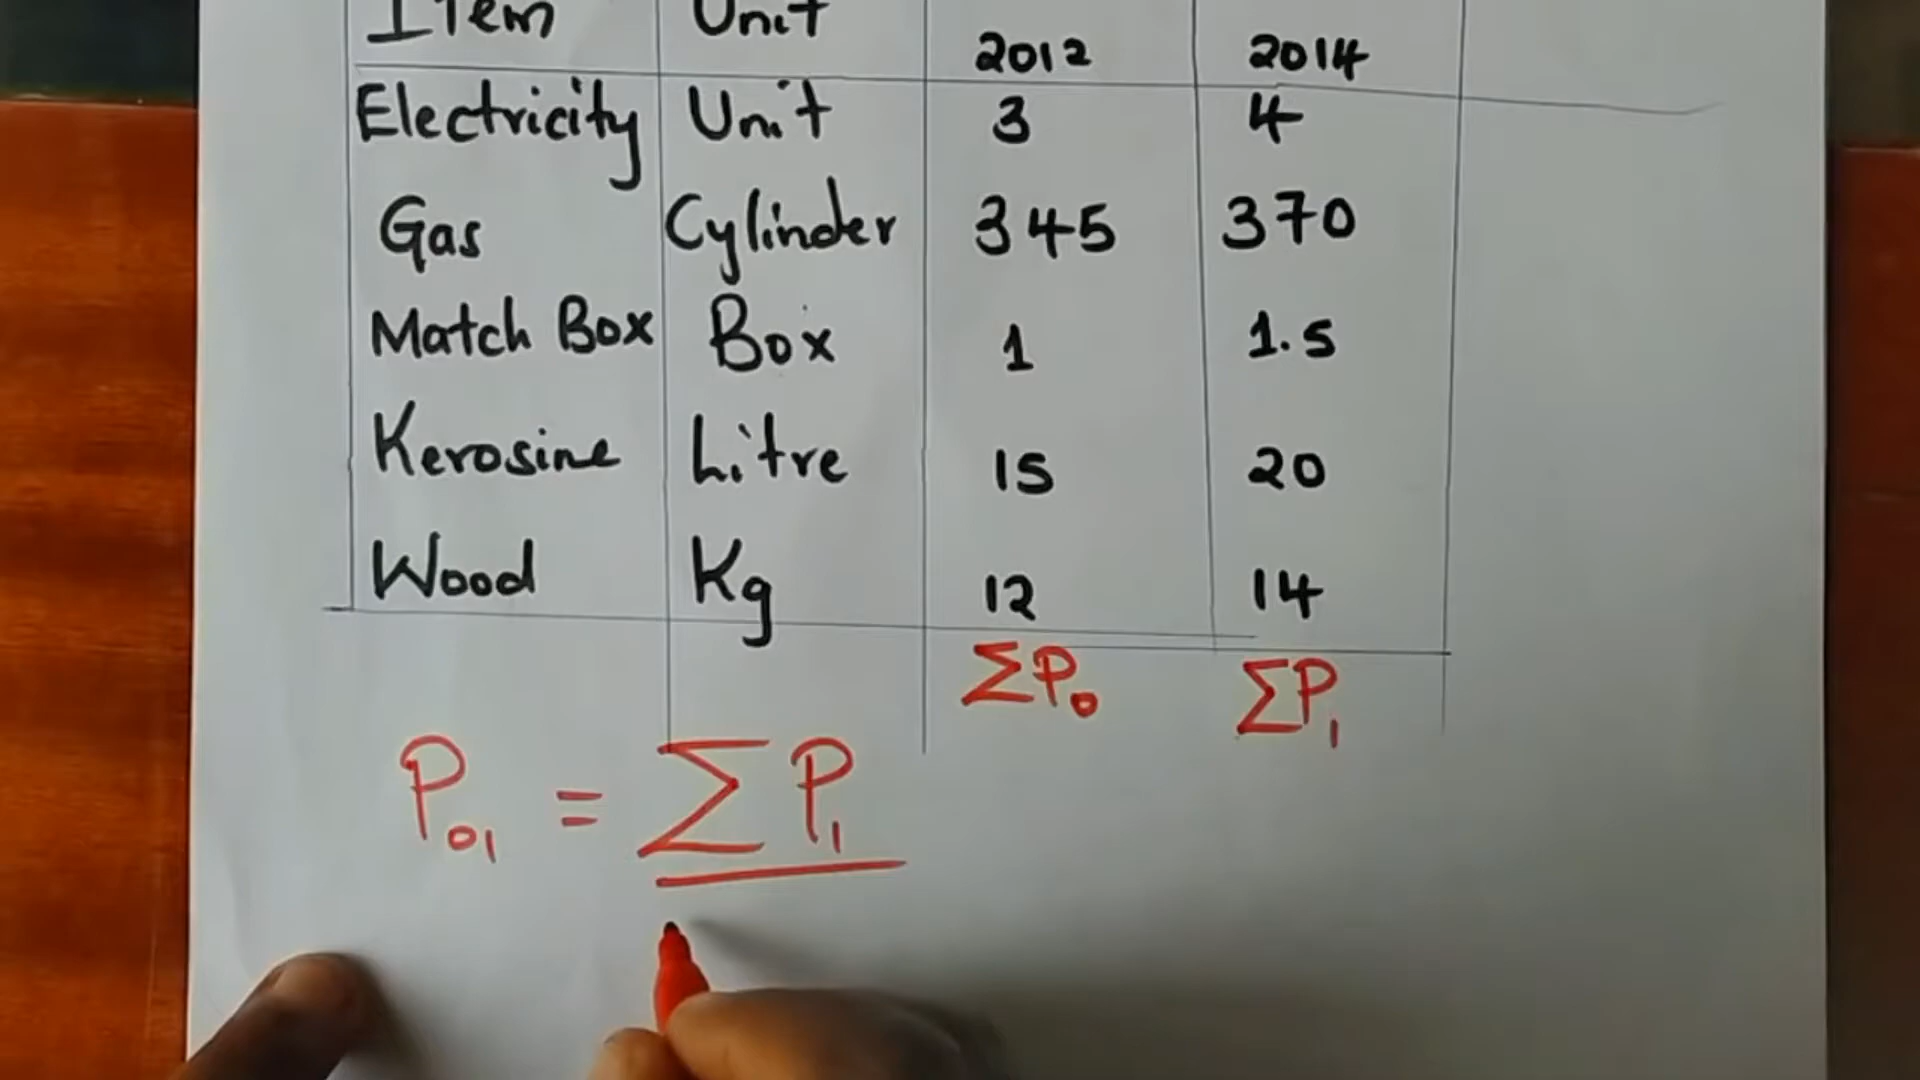 Item Unit 2012 2014
Electricity Unit 3 4
Gas Cylinder 345 370
Match Box Box 1 1.5
Kerosine Litre 15 20
Wood Kg 12 14
ΣP₀ ΣP₁
P₀₁ = ΣP₁